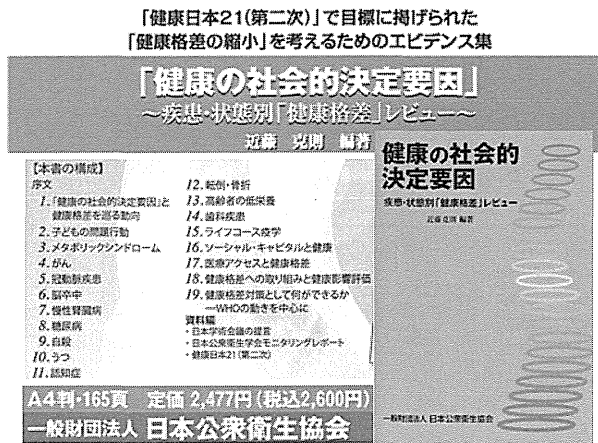 「健康日本21(第二次)」で目標に掲げられた
「健康格差の縮小」を考えるためのエビデンス集
「健康の社会的決定要因」
～疾患・状態別「健康格差」レビュー～
近藤 克則 編著
【本書の構成】
序文
1.「健康の社会的決定要因」と
健康格差を巡る動向
2.子どもの問題行動
3.メタボリックシンドローム
4.がん
5.冠動脈疾患
6.脳卒中
7.慢性腎臓病
8.糖尿病
9.自殺
10.うつ
11.認知症
12.転倒・骨折
13.高齢者の低栄養
14.歯科疾患
15.ライフコース疫学
16.ソーシャル・キャピタルと健康
17.医療アクセスと健康格差
18.健康格差への取り組みと健康影響評価
19.健康格差対策として何ができるか
―WHOの動きを中心に
資料編
・日本学術会議の提言
・日本公衆衛生学会モニタリングレポート
・健康日本21(第二次)
健康の社会的
決定要因
疾患・状態別「健康格差」レビュー
近藤克則 編著
一般財団法人 日本公衆衛生協会
A4判・165頁 定価 2,477円(税込2,600円)
一般財団法人 日本公衆衛生協会